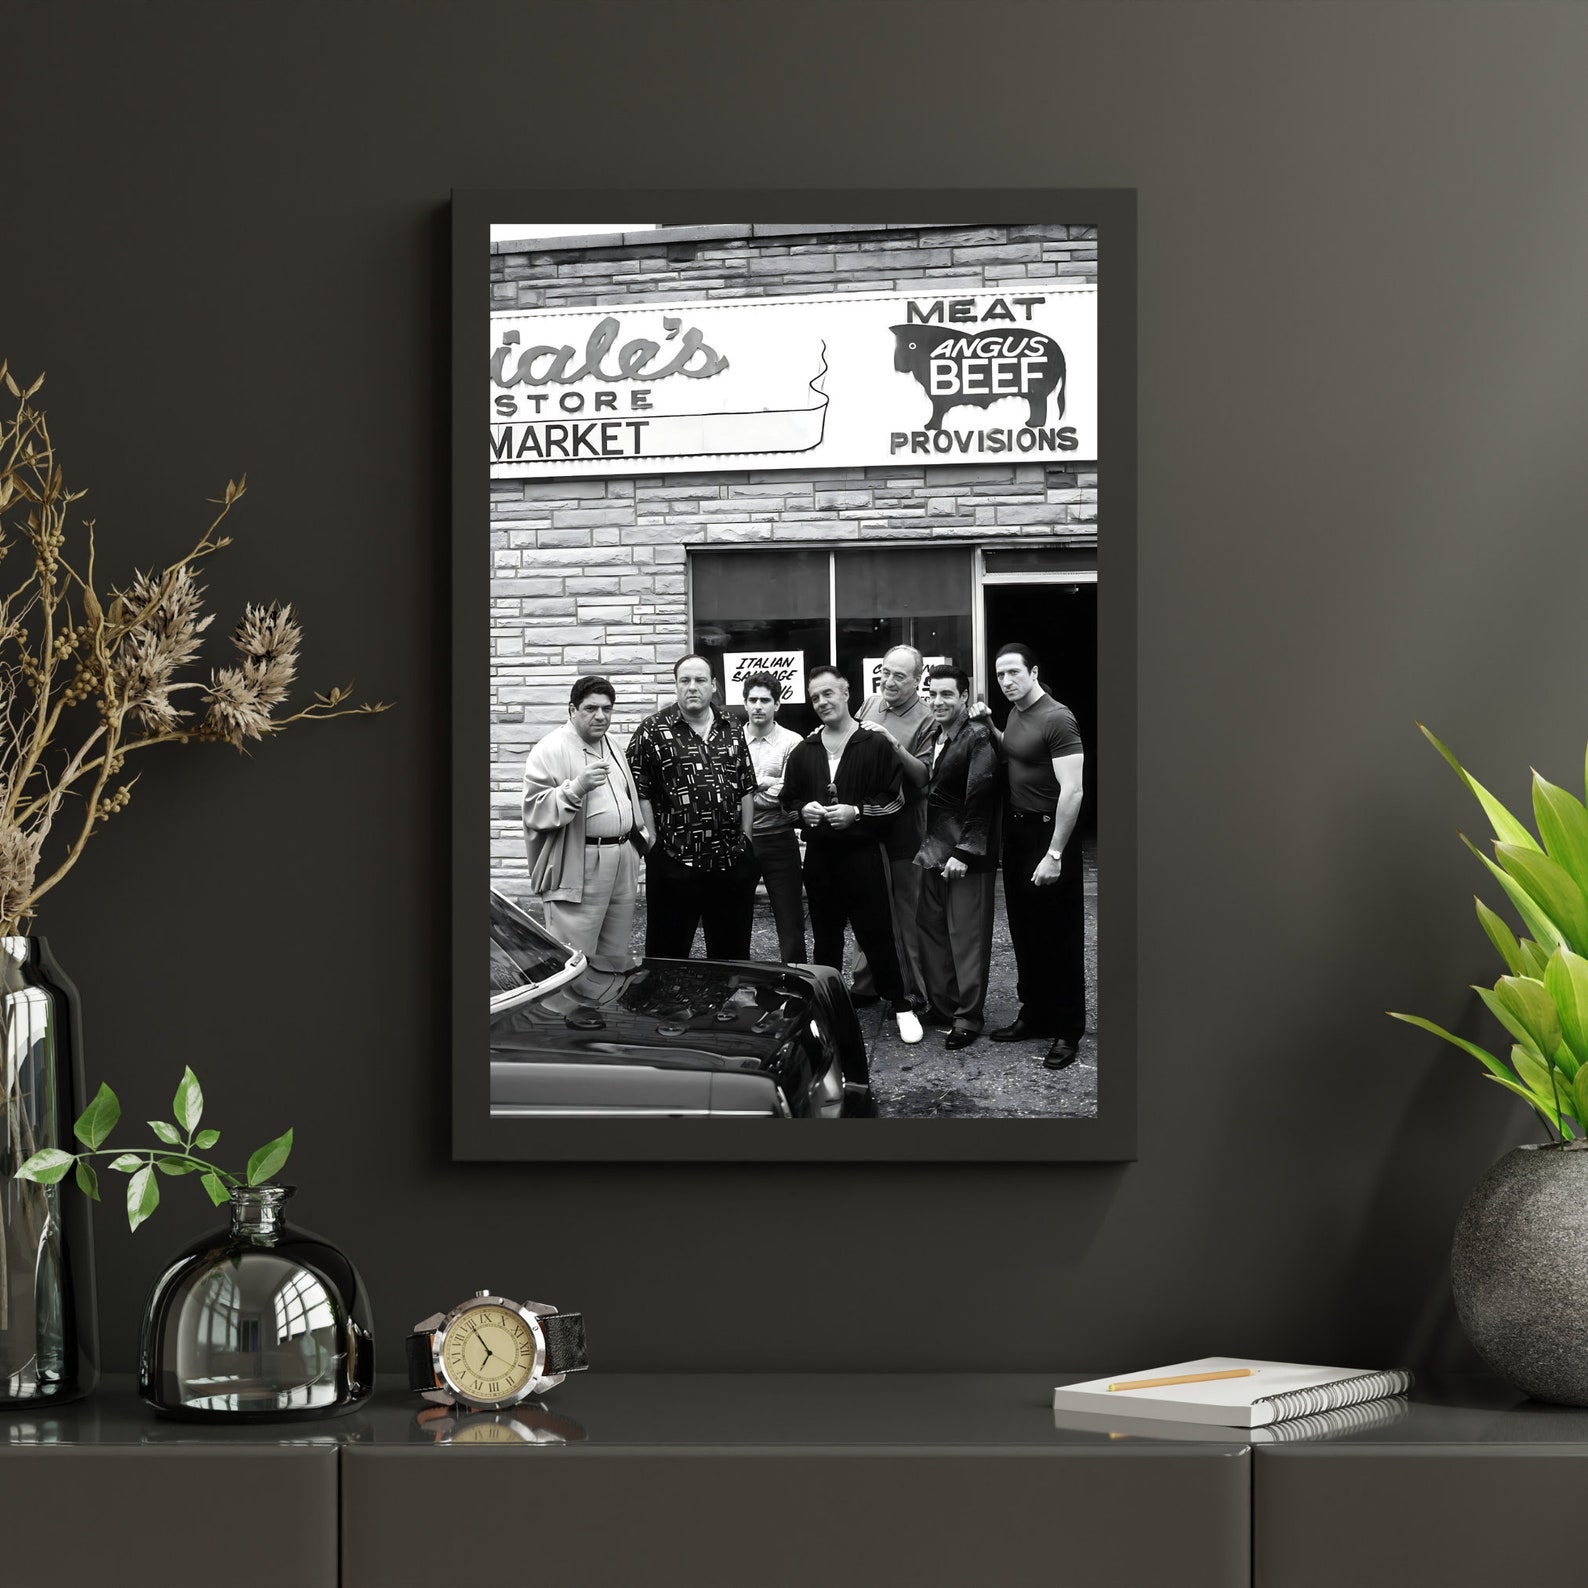 iale's
STORE
MARKET
MEAT
ANGUS
BEEF
PROVISIONS
ITALIAN